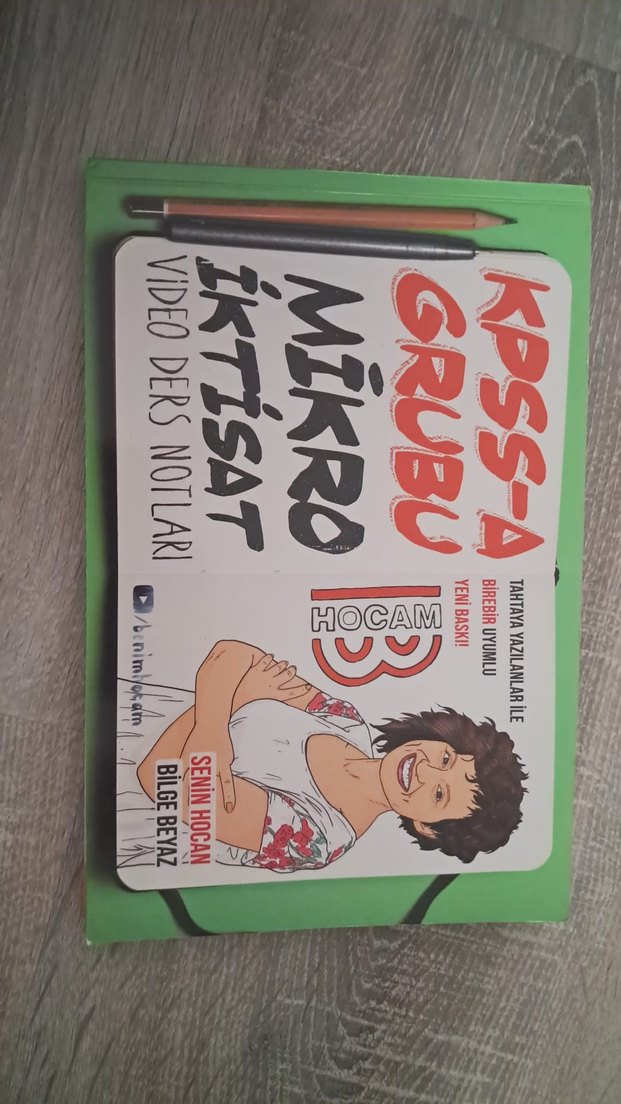 KPSS-A
GRUBU
MİKRO
İKTİSAT
VİDEO DERS NOTLARI
TAHTAYA YAZILANLAR İLE
BİREBİR UYUMLU
YENİ BASKI!
HOCAM
SENİN HOCAN
BİLGE BEYAZ
/benimhocam